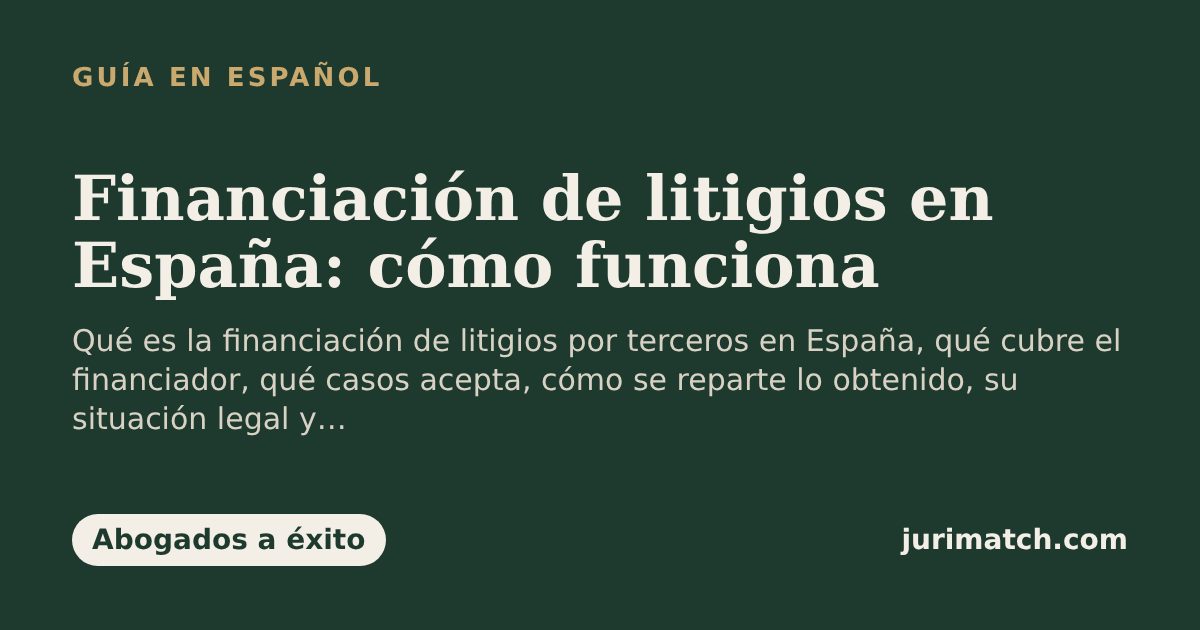 GUÍA EN ESPAÑOL
Financiación de litigios en
España: cómo funciona
Qué es la financiación de litigios por terceros en España, qué cubre el
financiador, qué casos acepta, cómo se reparte lo obtenido, su
situación legal y…
Abogados a éxito
jurimatch.com